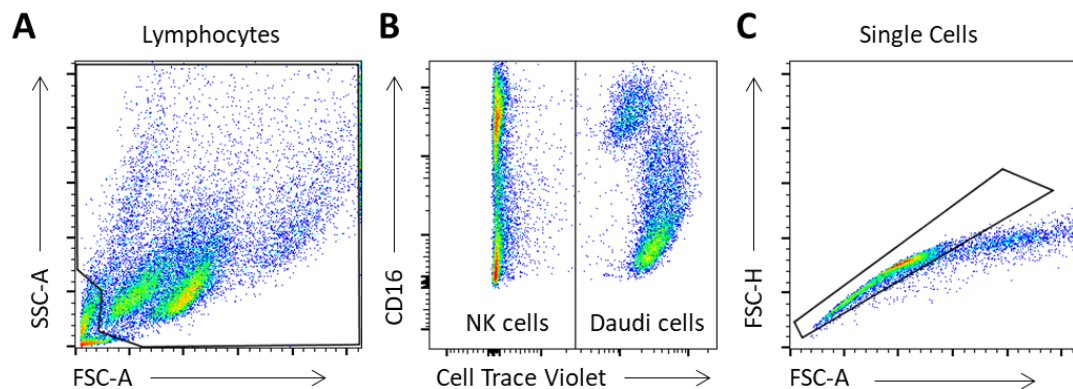 A
Lymphocytes
SSC-A
FSC-A
B
CD16
NK cells
Daudi cells
Cell Trace Violet
C
Single Cells
FSC-H
FSC-A